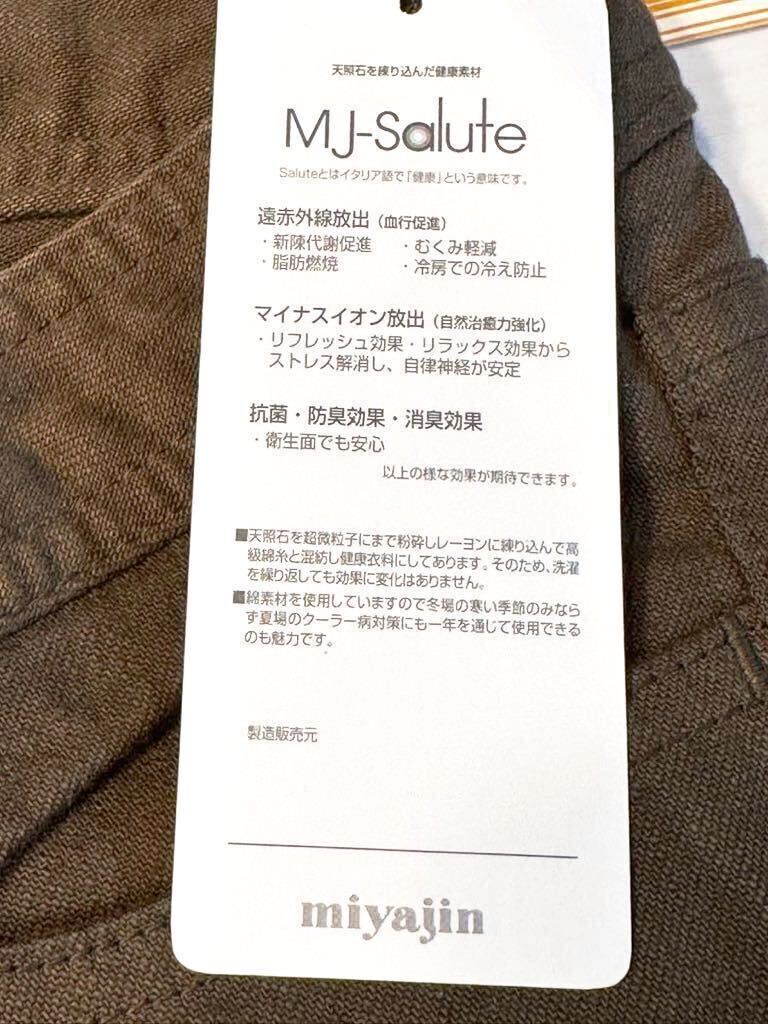 天照石を練り込んだ健康素材
MJ-Salute
Saluteとはイタリア語で「健康」という意味です。
遠赤外線放出（血行促進）
・新陳代謝促進　・むくみ軽減
・脂肪燃焼　・冷房での冷え防止
マイナスイオン放出（自然治癒力強化）
・リフレッシュ効果・リラックス効果から
ストレス解消し、自律神経が安定
抗菌・防臭効果・消臭効果
・衛生面でも安心
以上の様な効果が期待できます。
■天照石を超微粒子にまで粉砕しレーヨンに練り込んで高
級綿糸と混紡し健康衣料にしてあります。そのため、洗濯
を繰り返しても効果に変化はありません。
■綿素材を使用していますので冬場の寒い季節のみなら
ず夏場のクーラー病対策にも一年を通じて使用できる
のも魅力です。
製造販売元
miyajin